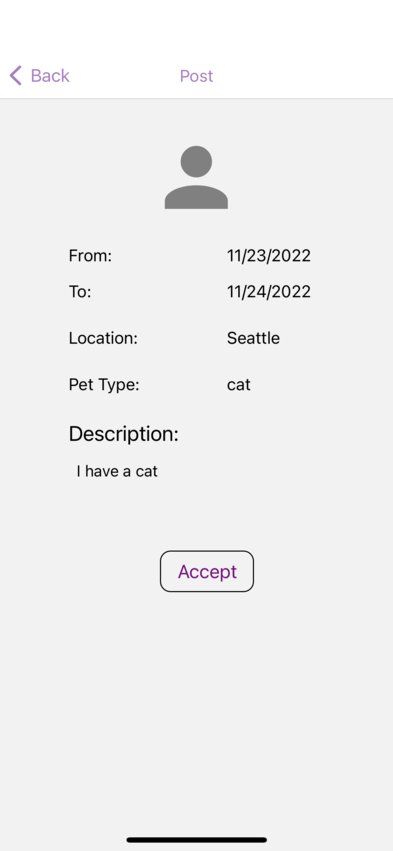 Back Post
From: 11/23/2022
To: 11/24/2022
Location: Seattle
Pet Type: cat
Description:
I have a cat
Accept